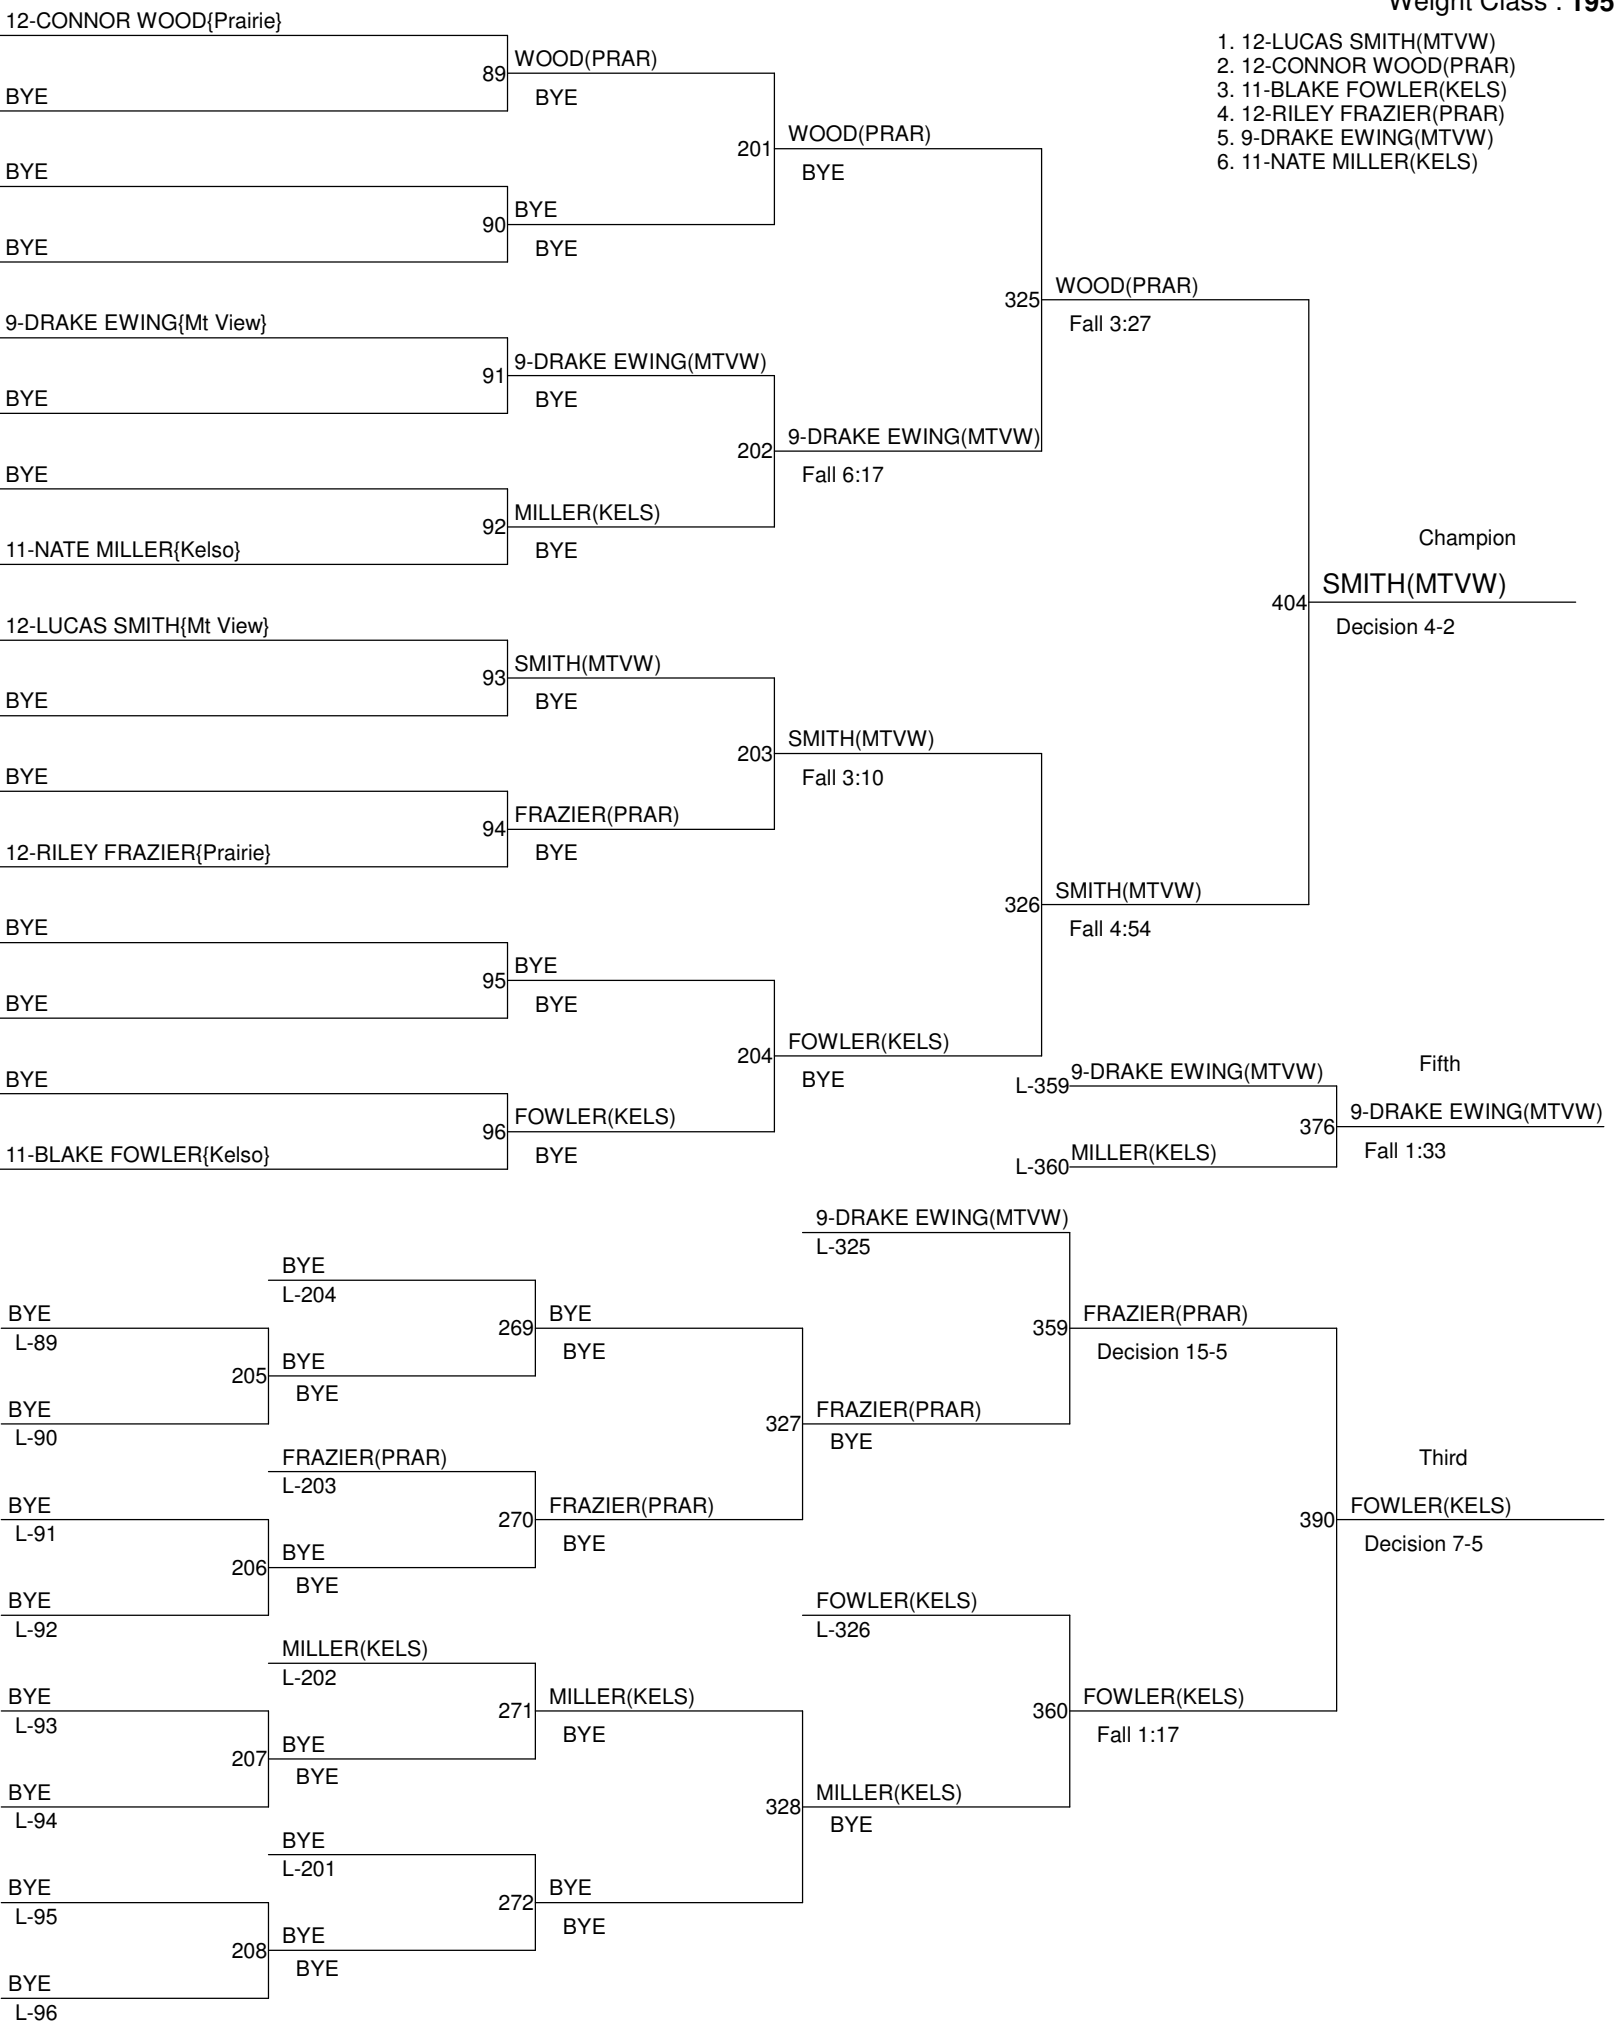 Weight Class : 195
1. 12-LUCAS SMITH(MTVW)
2. 12-CONNOR WOOD(PRAR)
3. 11-BLAKE FOWLER(KELS)
4. 12-RILEY FRAZIER(PRAR)
5. 9-DRAKE EWING(MTVW)
6. 11-NATE MILLER(KELS)
12-CONNOR WOOD{Prairie}
BYE
BYE
BYE
9-DRAKE EWING{Mt View}
BYE
BYE
11-NATE MILLER{Kelso}
12-LUCAS SMITH{Mt View}
BYE
BYE
12-RILEY FRAZIER{Prairie}
BYE
BYE
BYE
11-BLAKE FOWLER{Kelso}
89 WOOD(PRAR)
BYE
90 BYE
BYE
91 9-DRAKE EWING(MTVW)
BYE
92 MILLER(KELS)
BYE
93 SMITH(MTVW)
BYE
94 FRAZIER(PRAR)
BYE
95 BYE
BYE
96 FOWLER(KELS)
BYE
201 WOOD(PRAR)
BYE
202 9-DRAKE EWING(MTVW)
Fall 6:17
203 SMITH(MTVW)
Fall 3:10
204 FOWLER(KELS)
BYE
325 WOOD(PRAR)
Fall 3:27
326 SMITH(MTVW)
Fall 4:54
Champion
404 SMITH(MTVW)
Decision 4-2
L-359 9-DRAKE EWING(MTVW)
L-360 MILLER(KELS)
Fifth
376 9-DRAKE EWING(MTVW)
Fall 1:33
BYE
L-89
BYE
L-90
BYE
L-91
BYE
L-92
BYE
L-93
BYE
L-94
BYE
L-95
BYE
L-96
BYE
L-204
205 BYE
BYE
FRAZIER(PRAR)
L-203
206 BYE
BYE
MILLER(KELS)
L-202
207 BYE
BYE
BYE
L-201
208 BYE
BYE
269 BYE
BYE
270 FRAZIER(PRAR)
BYE
271 MILLER(KELS)
BYE
272 BYE
BYE
9-DRAKE EWING(MTVW)
L-325
327 FRAZIER(PRAR)
BYE
FOWLER(KELS)
L-326
328 MILLER(KELS)
BYE
359 FRAZIER(PRAR)
Decision 15-5
360 FOWLER(KELS)
Fall 1:17
Third
390 FOWLER(KELS)
Decision 7-5